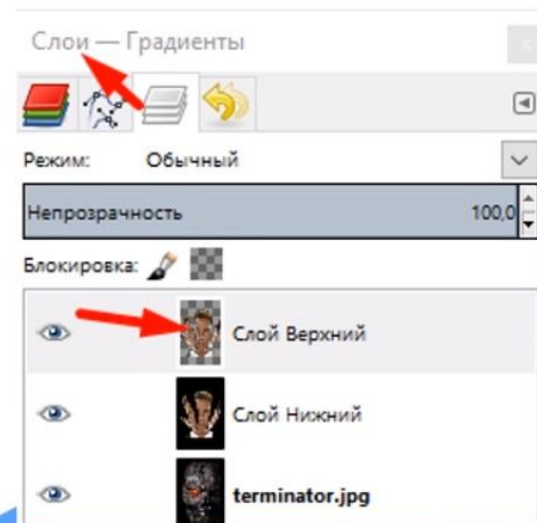 Слои — Градиенты
Режим: Обычный
Непрозрачность 100,0
Блокировка:
Слой Верхний
Слой Нижний
terminator.jpg